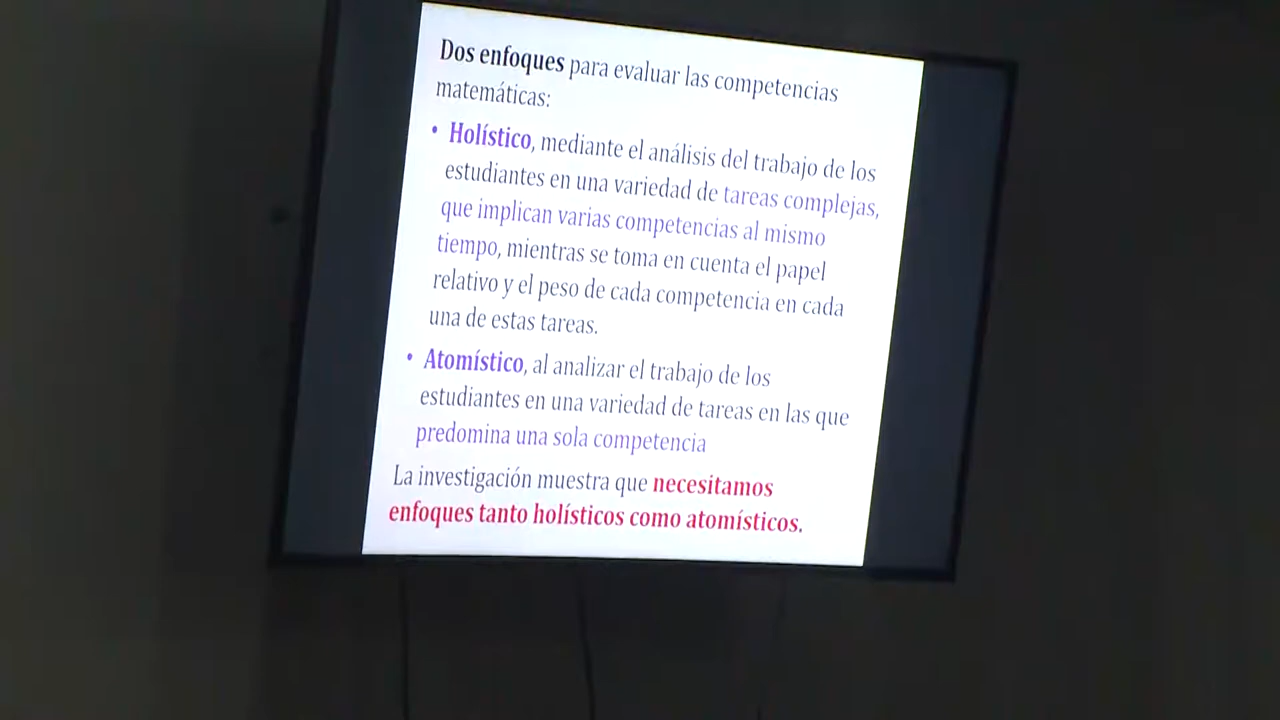 Dos enfoques para evaluar las competencias
matemáticas:
• Holístico, mediante el análisis del trabajo de los
estudiantes en una variedad de tareas complejas,
que implican varias competencias al mismo
tiempo, mientras se toma en cuenta el papel
relativo y el peso de cada competencia en cada
una de estas tareas.
• Atomístico, al analizar el trabajo de los
estudiantes en una variedad de tareas en las que
predomina una sola competencia
La investigación muestra que necesitamos
enfoques tanto holísticos como atomísticos.